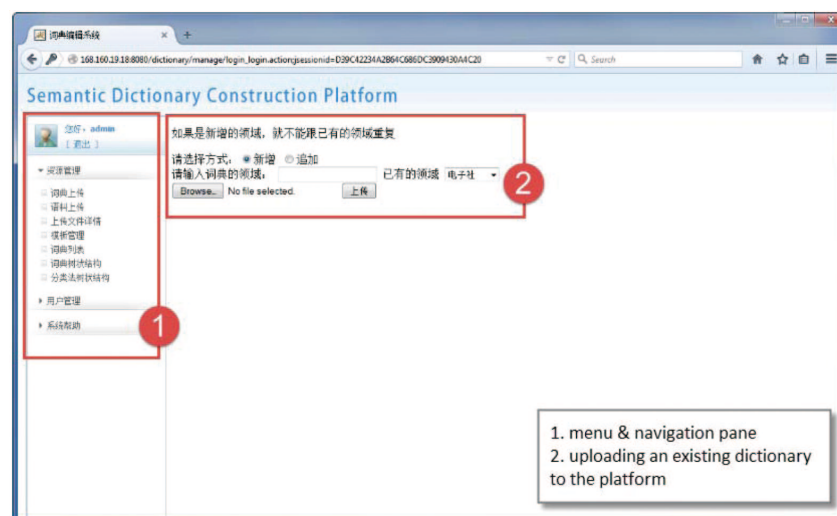 词典编辑系统
168.160.19.18:8080/dictionary/manage/login_login.action;jsessionid=D39C42234A2B64C686DC3909430A4C20
Search
Semantic Dictionary Construction Platform
您好，admin
[ 退出 ]
资源管理
词典上传
语料上传
上传文件详情
模板管理
词典列表
词典树状结构
分类法树状结构
用户管理
系统帮助
1
如果是新增的领域，就不能跟已有的领域重复
请选择方式： 新增 追加
请输入词典的领域： 已有的领域 电子社
Browse_ No file selected. 上传
2
1. menu & navigation pane
2. uploading an existing dictionary
to the platform